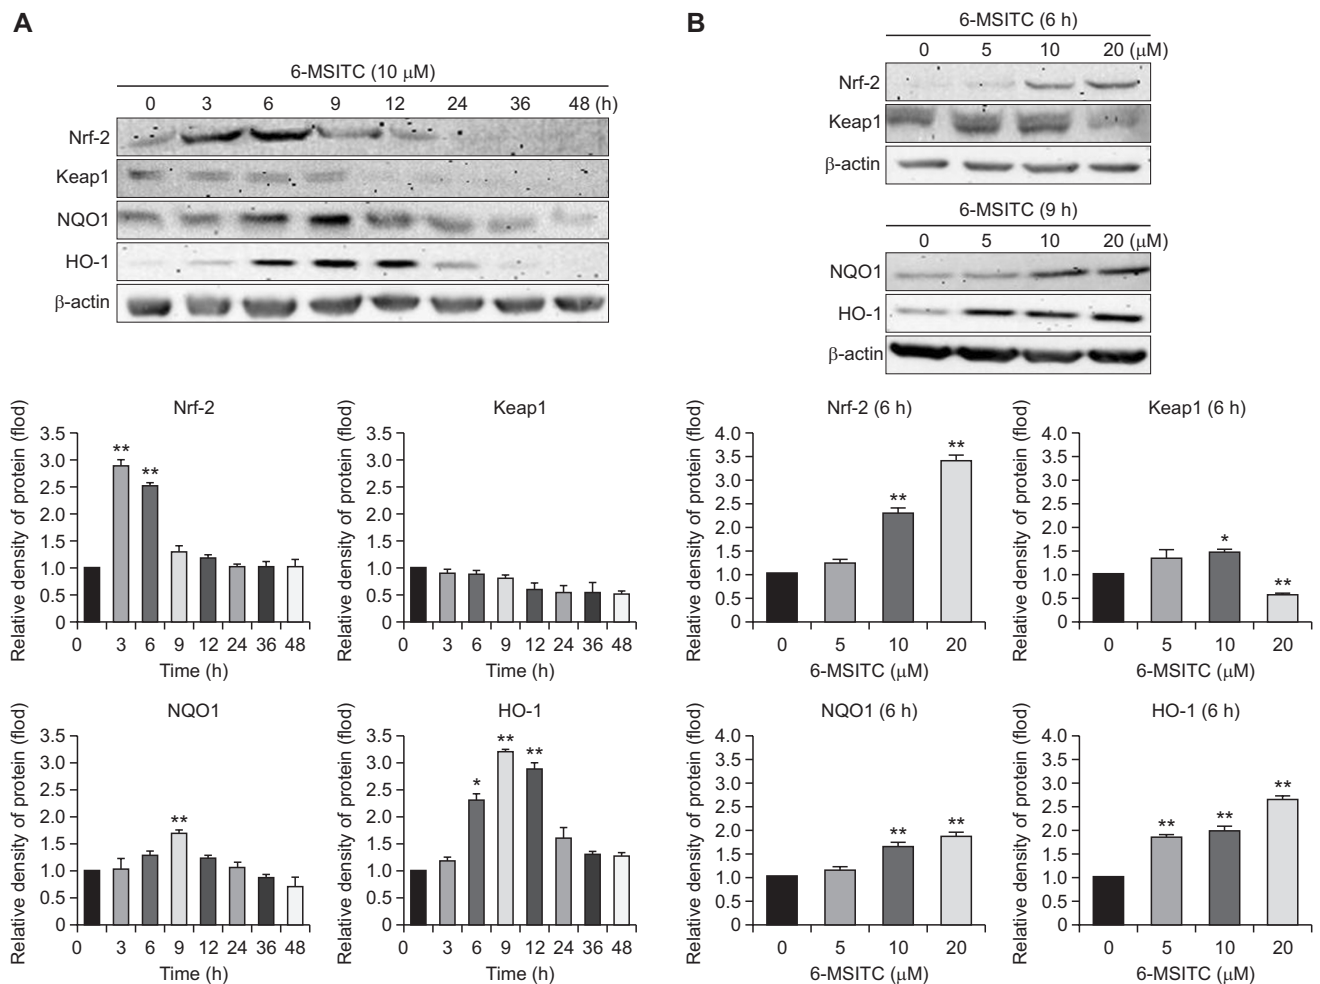 A
6-MSITC (10 μM)
0 3 6 9 12 24 36 48 (h)
Nrf-2
Keap1
NQO1
HO-1
β-actin
B
6-MSITC (6 h)
0 5 10 20 (μM)
Nrf-2
Keap1
β-actin
6-MSITC (9 h)
0 5 10 20 (μM)
NQO1
HO-1
β-actin
Nrf-2
Relative density of protein (flod)
3.5
3.0
2.5
2.0
1.5
1.0
0.5
0
** **
0 3 6 9 12 24 36 48
Time (h)
Keap1
Relative density of protein (flod)
3.5
3.0
2.5
2.0
1.5
1.0
0.5
0
0 3 6 9 12 24 36 48
Time (h)
Nrf-2 (6 h)
Relative density of protein (flod)
4.0
3.5
3.0
2.5
2.0
1.5
1.0
0.5
0
** **
0 5 10 20
6-MSITC (μM)
Keap1 (6 h)
Relative density of protein (flod)
4.0
3.5
3.0
2.5
2.0
1.5
1.0
0.5
0
* **
0 5 10 20
6-MSITC (μM)
NQO1
Relative density of protein (flod)
3.5
3.0
2.5
2.0
1.5
1.0
0.5
0
**
0 3 6 9 12 24 36 48
Time (h)
HO-1
Relative density of protein (flod)
3.5
3.0
2.5
2.0
1.5
1.0
0.5
0
* ** **
0 3 6 9 12 24 36 48
Time (h)
NQO1 (6 h)
Relative density of protein (flod)
4.0
3.5
3.0
2.5
2.0
1.5
1.0
0.5
0
** **
0 5 10 20
6-MSITC (μM)
HO-1 (6 h)
Relative density of protein (flod)
4.0
3.5
3.0
2.5
2.0
1.5
1.0
0.5
0
** ** **
0 5 10 20
6-MSITC (μM)